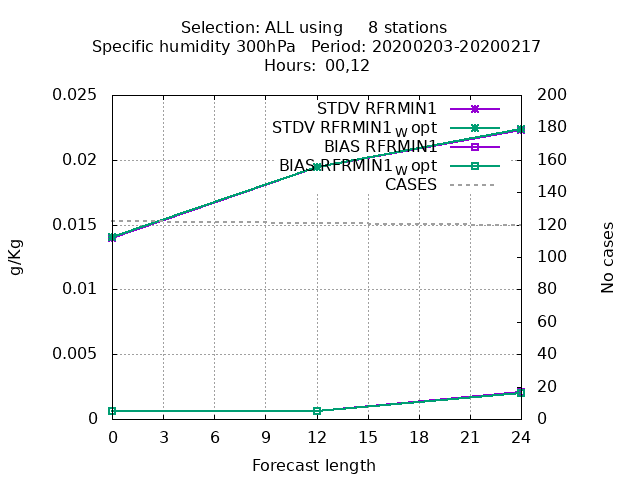 Selection: ALL using     8 stations
Specific humidity 300hPa   Period: 20200203-20200217
Hours: 00,12
STDV RFRMIN1
STDV RFRMIN1_W opt
BIAS RFRMIN1
BIAS RFRMIN1_W opt
CASES
g/Kg
0.025
0.02
0.015
0.01
0.005
0
No cases
200
180
160
140
120
100
80
60
40
20
0
0 3 6 9 12 15 18 21 24
Forecast length